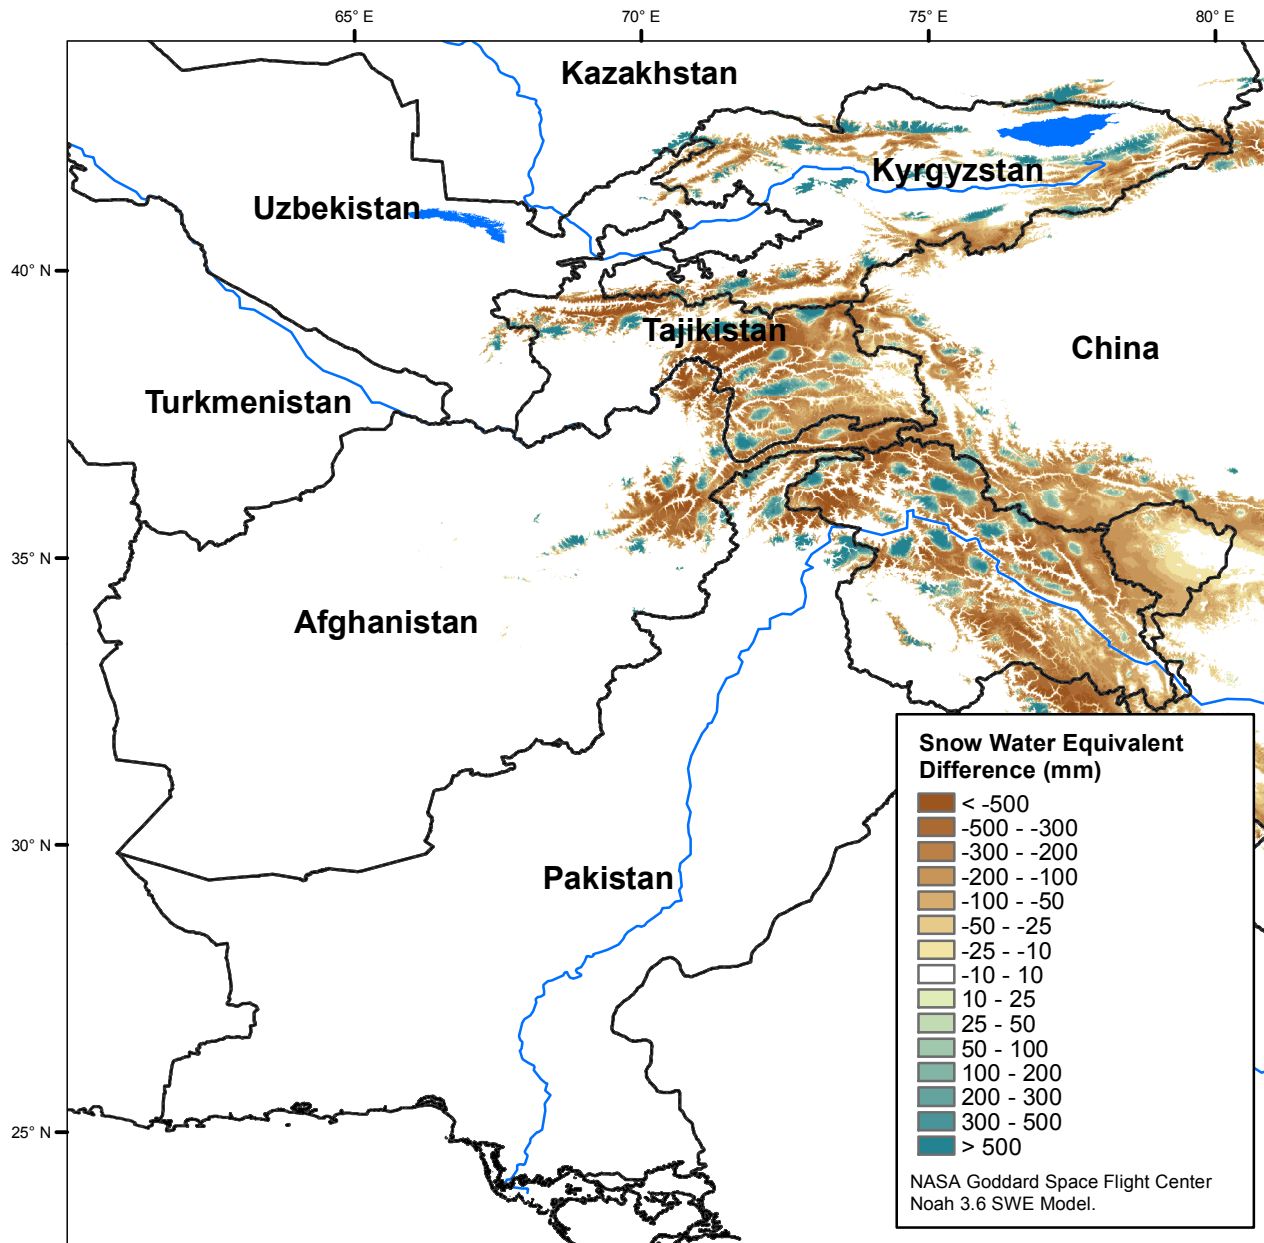 65° E
70° E
75° E
80° E
Kazakhstan
Kyrgyzstan
Uzbekistan
40° N
Tajikistan
China
Turkmenistan
35° N
Afghanistan
Snow Water Equivalent
Difference (mm)
< -500
-500 - -300
-300 - -200
-200 - -100
-100 - -50
-50 - -25
-25 - -10
-10 - 10
10 - 25
25 - 50
50 - 100
100 - 200
200 - 300
300 - 500
> 500
NASA Goddard Space Flight Center
Noah 3.6 SWE Model.
30° N
Pakistan
25° N